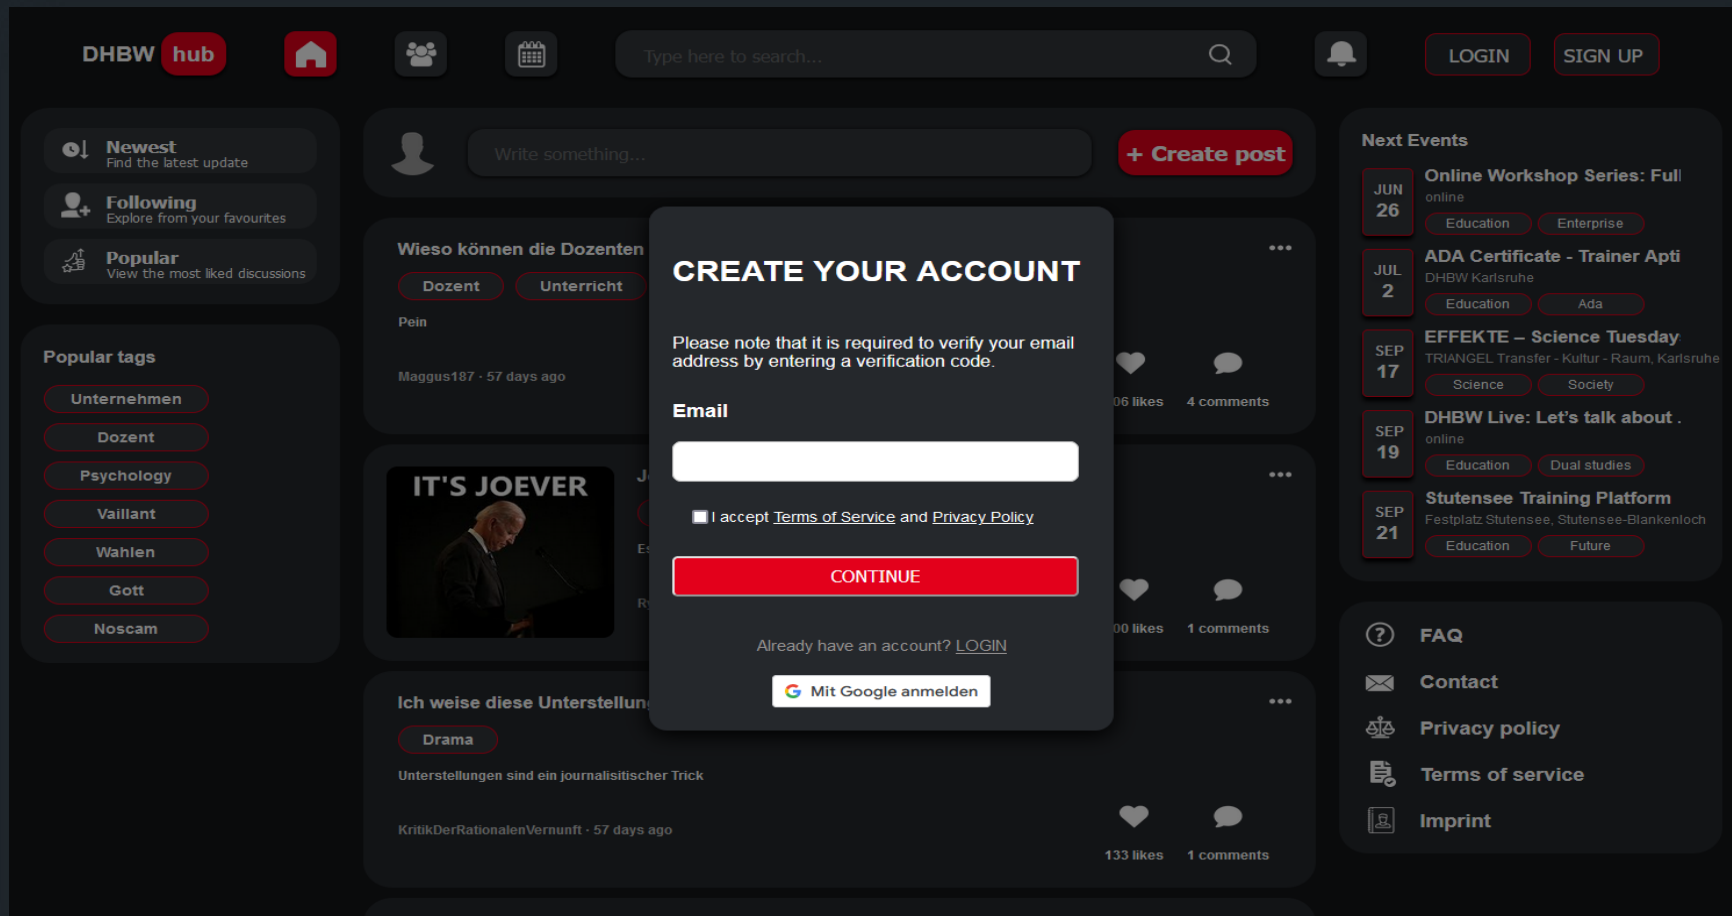 DHBW hub
Type here to search...
LOGIN
SIGN UP
Newest
Find the latest update
Following
Explore from your favourites
Popular
View the most liked discussions
Popular tags
Unternehmen
Dozent
Psychology
Vaillant
Wahlen
Gott
Noscam
Write something...
+ Create post
Wieso können die Dozenten
Dozent Unterricht
Pein
Maggus187 · 57 days ago
06 likes
4 comments
IT'S JOEVER
00 likes
1 comments
Ich weise diese Unterstellung
Drama
Unterstellungen sind ein journalisitischer Trick
KritikDerRationalenVernunft · 57 days ago
133 likes
1 comments
CREATE YOUR ACCOUNT
Please note that it is required to verify your email
address by entering a verification code.
Email
I accept Terms of Service and Privacy Policy
CONTINUE
Already have an account? LOGIN
Mit Google anmelden
Next Events
JUN
26
Online Workshop Series: Full
online
Education Enterprise
JUL
2
ADA Certificate - Trainer Apti
DHBW Karlsruhe
Education Ada
SEP
17
EFFEKTE – Science Tuesday
TRIANGEL Transfer - Kultur - Raum, Karlsruhe
Science Society
SEP
19
DHBW Live: Let's talk about .
online
Education Dual studies
SEP
21
Stutensee Training Platform
Festplatz Stutensee, Stutensee-Blankenloch
Education Future
FAQ
Contact
Privacy policy
Terms of service
Imprint